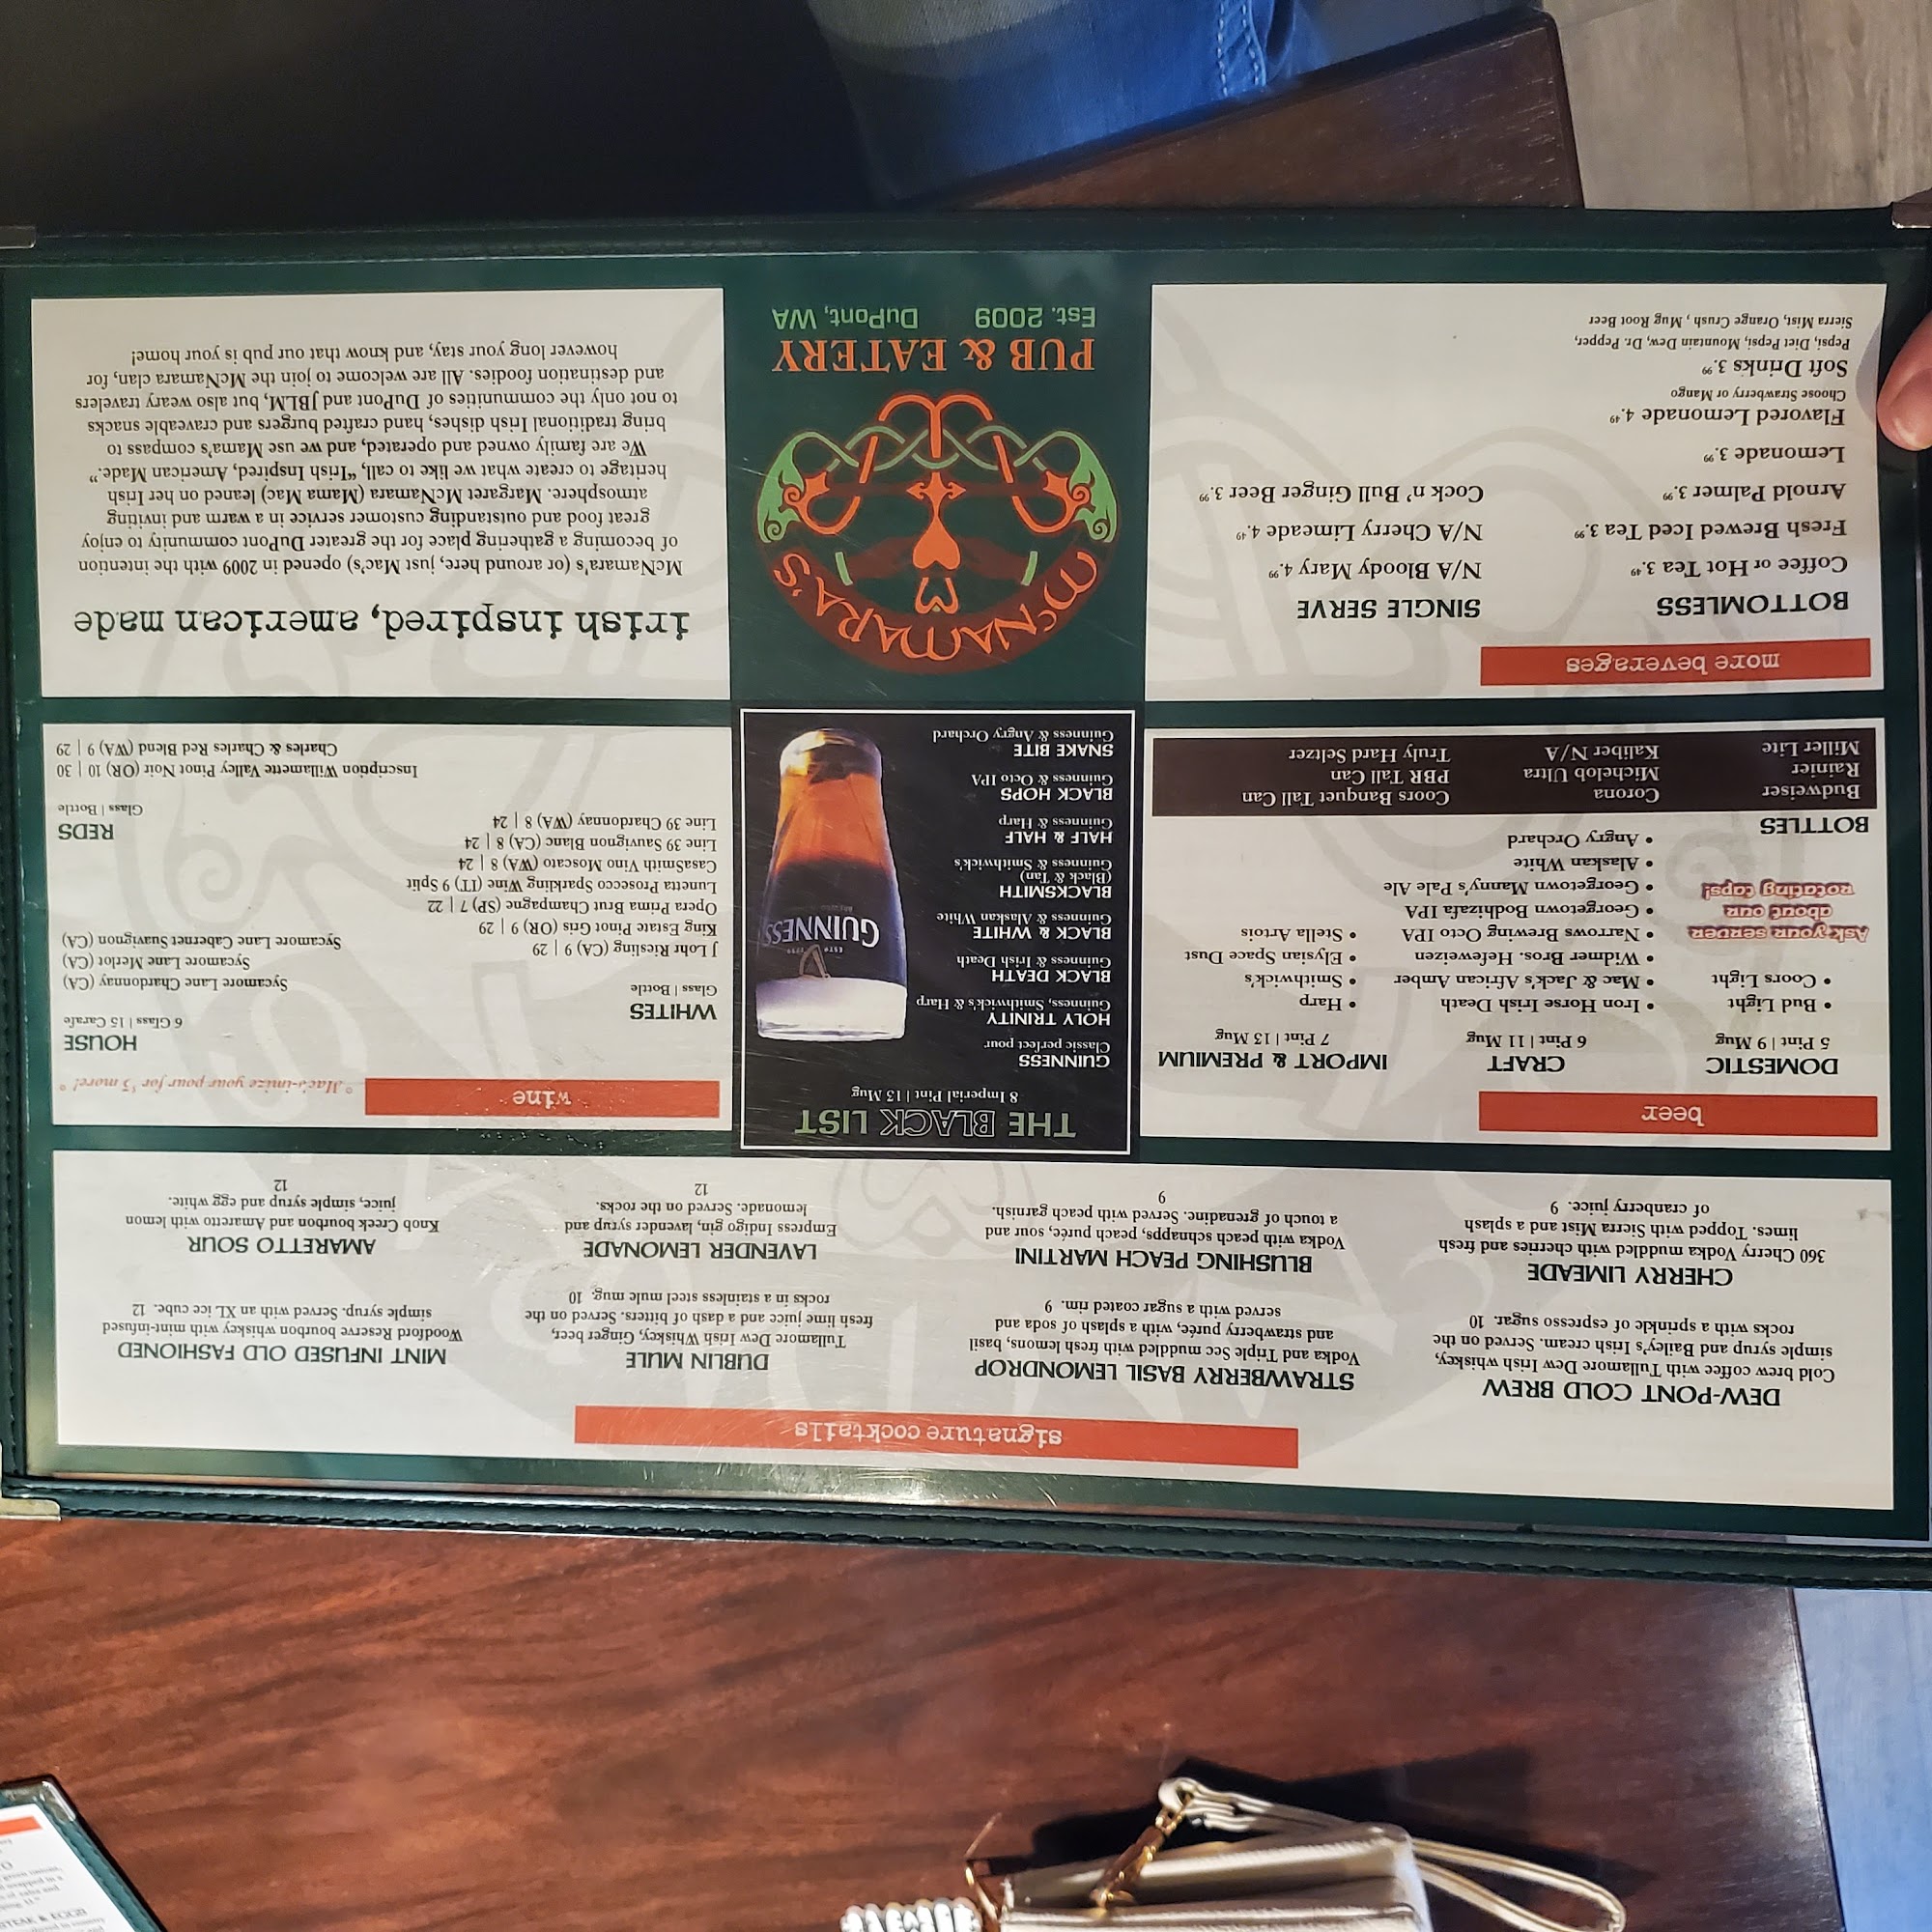 signature cocktails
DEW-PONT COLD BREW
Cold brew coffee with Tullamore Dew Irish whiskey,
simple syrup and Bailey's Irish cream. Served on the
rocks with a sprinkle of espresso sugar. 10
STRAWBERRY BASIL LEMONDROP
Vodka and Triple Sec muddled with fresh lemons, basil
and strawberry purée, with a splash of soda and
served with a sugar coated rim. 9
DUBLIN MULE
Tullamore Dew Irish Whiskey, Ginger beer,
fresh lime juice and a dash of bitters. Served on the
rocks in a stainless steel mule mug. 10
MINT INFUSED OLD FASHIONED
Woodford Reserve bourbon whiskey with mint-infused
simple syrup. Served with an XL ice cube. 12
CHERRY LIMEADE
360 Cherry Vodka muddled with cherries and fresh
limes. Topped with Sierra Mist and a splash
of cranberry juice. 9
BLUSHING PEACH MARTINI
Vodka with peach schnapps, peach purée, sour and
a touch of grenadine. Served with peach garnish.
9
LAVENDER LEMONADE
Empress Indigo gin, lavender syrup and
lemonade. Served on the rocks.
12
AMARETTO SOUR
Knob Creek bourbon and Amaretto with lemon
juice, simple syrup and egg white.
12
beer
DOMESTIC
5 Pint | 9 Mug
• Bud Light
• Coors Light
Ask your server
about our
rotating taps!
CRAFT
6 Pint | 11 Mug
• Iron Horse Irish Death
• Mac & Jack's African Amber
• Widmer Bros. Hefeweizen
• Narrows Brewing Octo IPA
• Georgetown Bodhizafa IPA
• Georgetown Manny's Pale Ale
• Alaskan White
• Angry Orchard
IMPORT & PREMIUM
7 Pint | 13 Mug
• Harp
• Smithwick's
• Elysian Space Dust
• Stella Artois
BOTTLES
Budweiser
Rainier
Miller Lite
Corona
Michelob Ultra
Kaliber N/A
Coors Banquet Tall Can
PBR Tall Can
Truly Hard Seltzer
THE BLACK LIST
8 Imperial Pint | 13 Mug
GUINNESS
Classic perfect pour
HOLY TRINITY
Guinness, Smithwick's & Harp
BLACK DEATH
Guinness & Irish Death
BLACK & WHITE
Guinness & Alaskan White
BLACKSMITH
(Black & Tan)
Guinness & Smithwick's
HALF & HALF
Guinness & Harp
BLACK HOPS
Guinness & Octo IPA
SNAKE BITE
Guinness & Angry Orchard
ESTD 1759
GUINNESS
wine
° Mac's-imize your pour for $3 more! °
WHITES
Glass | Bottle
J Lohr Riesling (CA) 9 | 29
King Estate Pinot Gris (OR) 9 | 29
Opera Prima Brut Champagne (SP) 7 | 22
Lunetta Prosecco Sparkling Wine (IT) 9 Split
CasaSmith Vino Moscato (WA) 8 | 24
Line 39 Sauvignon Blanc (CA) 8 | 24
Line 39 Chardonnay (WA) 8 | 24
HOUSE
6 Glass | 15 Carafe
Sycamore Lane Chardonnay (CA)
Sycamore Lane Merlot (CA)
Sycamore Lane Cabernet Sauvignon (CA)
REDS
Glass | Bottle
Inscription Willamette Valley Pinot Noir (OR) 10 | 30
Charles & Charles Red Blend (WA) 9 | 29
more beverages
BOTTOMLESS
Coffee or Hot Tea 3.49
Fresh Brewed Iced Tea 3.99
Arnold Palmer 3.99
Lemonade 3.99
Flavored Lemonade 4.49
Choose Strawberry or Mango
Soft Drinks 3.99
Pepsi, Diet Pepsi, Mountain Dew, Dr. Pepper,
Sierra Mist, Orange Crush, Mug Root Beer
SINGLE SERVE
N/A Bloody Mary 4.99
N/A Cherry Limeade 4.49
Cock n' Bull Ginger Beer 3.99
McNAMARA'S
PUB & EATERY
Est. 2009 DuPont, WA
irish inspired, american made
McNamara's (or around here, just Mac's) opened in 2009 with the intention
of becoming a gathering place for the greater DuPont community to enjoy
great food and outstanding customer service in a warm and inviting
atmosphere. Margaret McNamara (Mama Mac) leaned on her Irish
heritage to create what we like to call, "Irish Inspired, American Made."
We are family owned and operated, and we use Mama's compass to
bring traditional Irish dishes, hand crafted burgers and craveable snacks
to not only the communities of DuPont and JBLM, but also weary travelers
and destination foodies. All are welcome to join the McNamara clan, for
however long your stay, and know that our pub is your home!
STEAK & EGGS